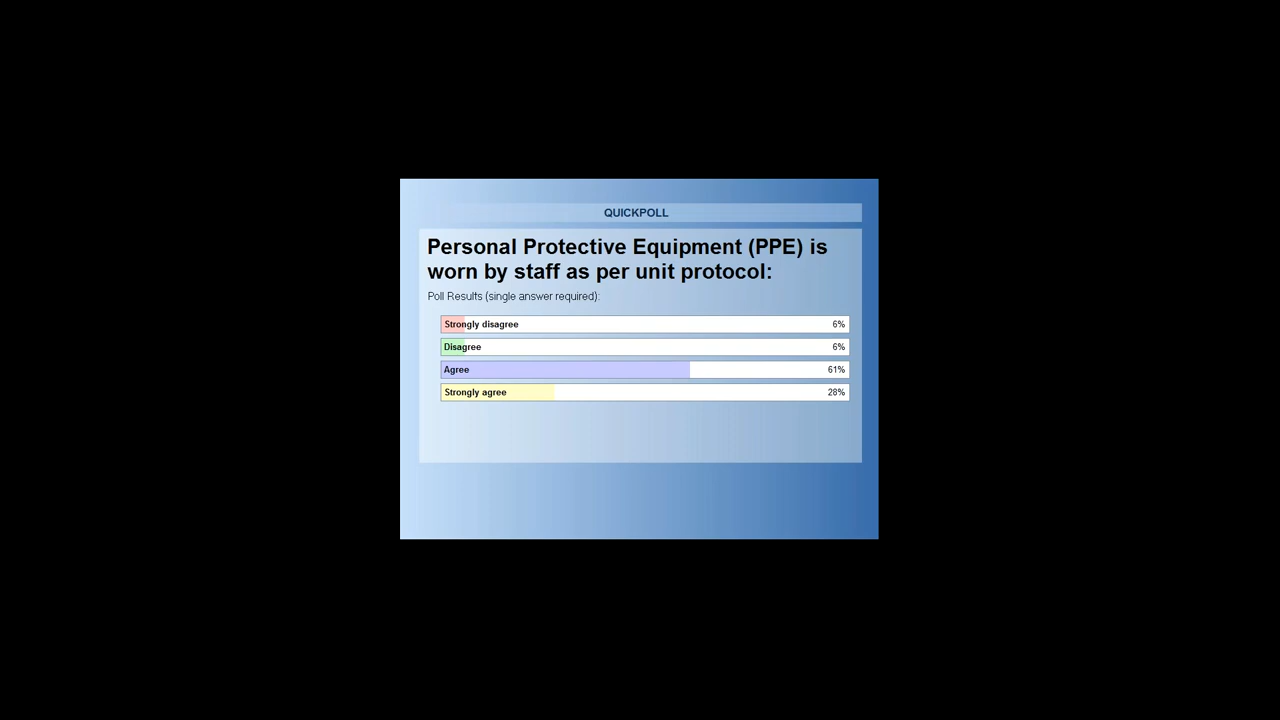 QUICKPOLL
Personal Protective Equipment (PPE) is
worn by staff as per unit protocol:
Poll Results (single answer required):
Strongly disagree 6%
Disagree 6%
Agree 61%
Strongly agree 28%